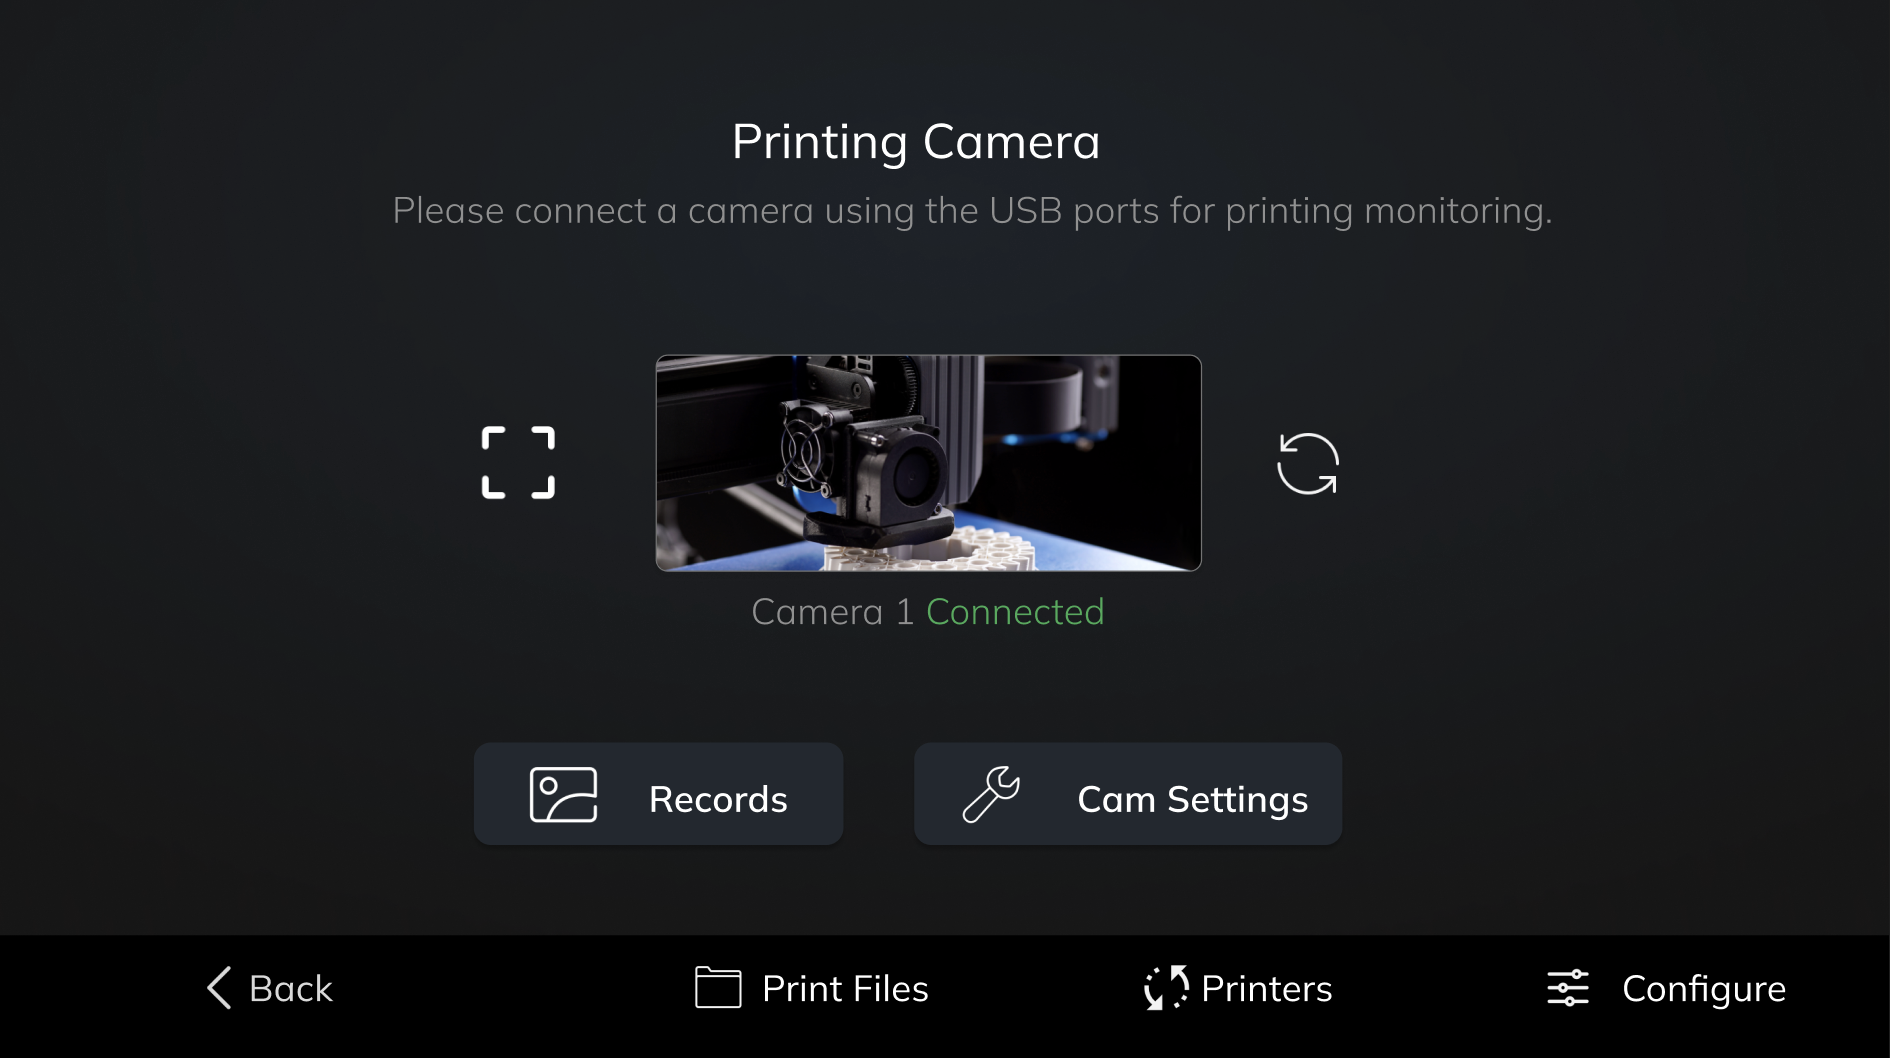 Printing Camera
Please connect a camera using the USB ports for printing monitoring.
Camera 1 Connected
Records
Cam Settings
Back
Print Files
Printers
Configure